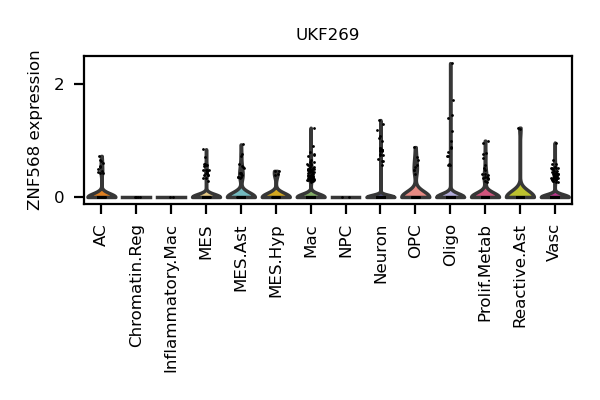 UKF269
ZNF568 expression
2
0
AC
Chromatin.Reg
Inflammatory.Mac
MES
MES.Ast
MES.Hyp
Mac
NPC
Neuron
OPC
Oligo
Prolif.Metab
Reactive.Ast
Vasc